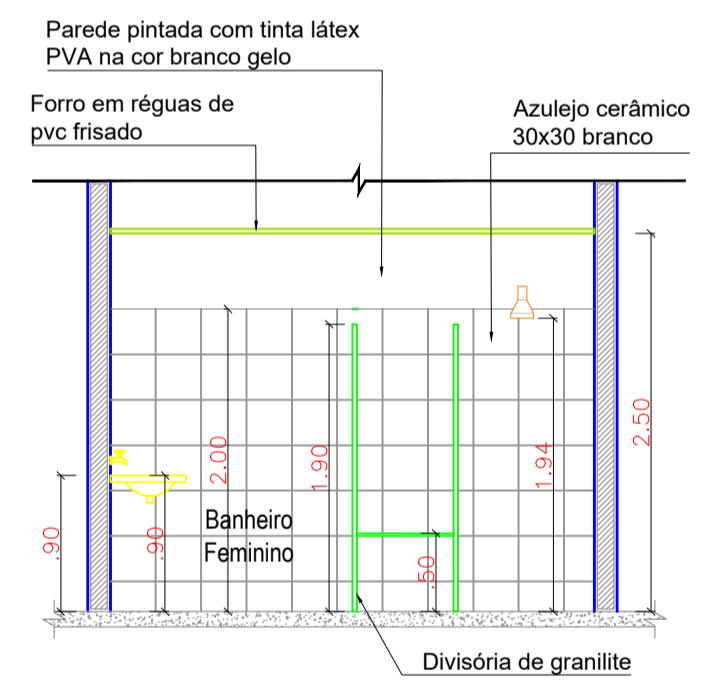 Parede pintada com tinta látex
PVA na cor branco gelo
Forro em réguas de
pvc frisado
Azulejo cerâmico
30x30 branco
2.50
2.00
1.90
1.94
.90
.90
Banheiro
Feminino
.50
Divisória de granilite